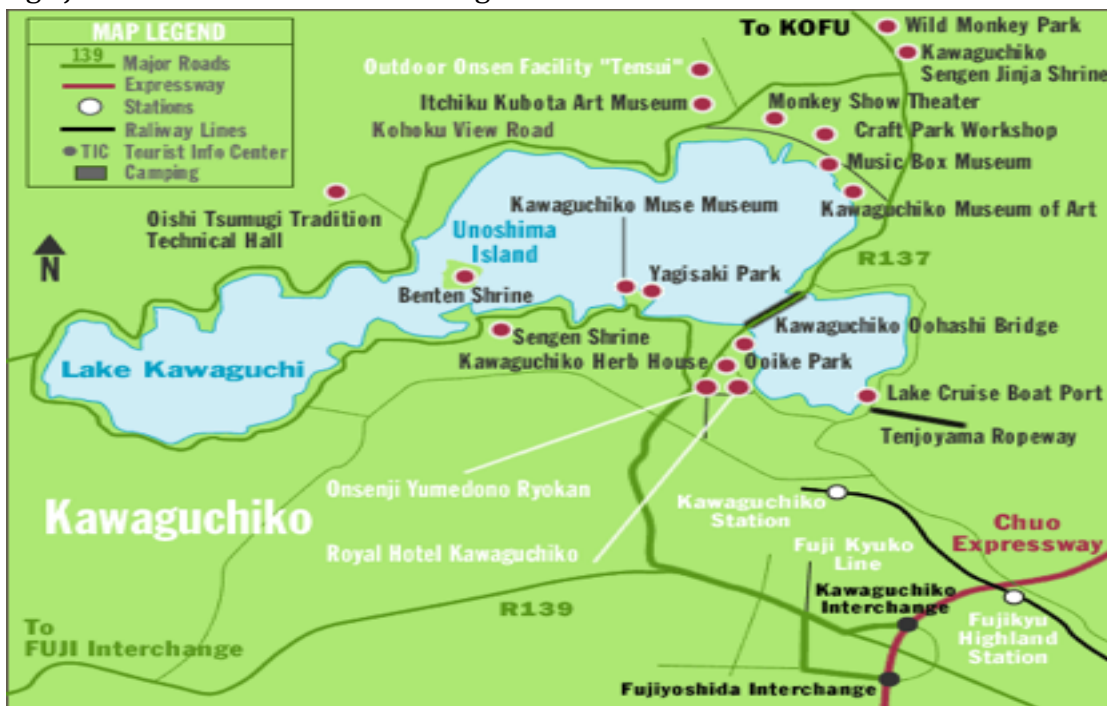 MAP LEGEND
139
Major Roads
Expressway
Stations
Raliway Lines
TIC Tourist Info Center
Camping
To KOFU
Wild Monkey Park
Kawaguchiko
Sengen Jinja Shrine
Outdoor Onsen Facility "Tensui"
Itchiku Kubota Art Museum
Monkey Show Theater
Kohoku View Road
Craft Park Workshop
Music Box Museum
Kawaguchiko Muse Museum
Kawaguchiko Museum of Art
Oishi Tsumugi Tradition
Technical Hall
Unoshima
Island
N
R137
Yagisaki Park
Benten Shrine
Kawaguchiko Oohashi Bridge
Sengen Shrine
Kawaguchiko Herb House
Ooike Park
Lake Kawaguchi
Lake Cruise Boat Port
Tenjoyama Ropeway
Onsenji Yumedono Ryokan
Kawaguchiko
Station
Kawaguchiko
Royal Hotel Kawaguchiko
Chuo
Expressway
Fuji Kyuko
Line
Kawaguchiko
Interchange
R139
To
FUJI Interchange
Fujikyu
Highland
Station
Fujiyoshida Interchange